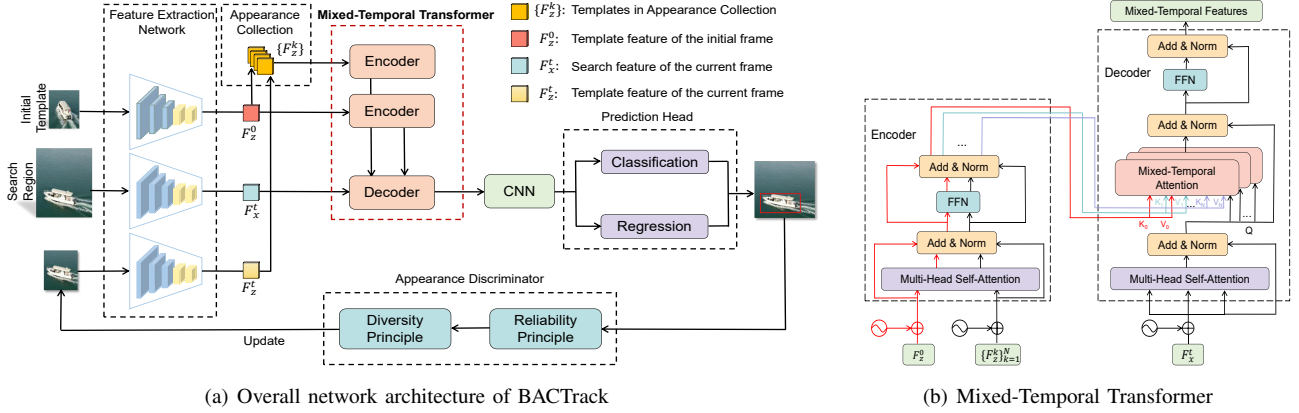 Feature Extraction
Network
Appearance
Collection
{F_z^k}
Mixed-Temporal Transformer
{F_z^k}: Templates in Appearance Collection
F_z^0: Template feature of the initial frame
F_x^t: Search feature of the current frame
F_z^t: Template feature of the current frame
Initial
Template
Search
Region
F_z^0
F_x^t
F_z^t
Encoder
Encoder
Decoder
CNN
Prediction Head
Classification
Regression
Appearance Discriminator
Diversity
Principle
Reliability
Principle
Update
(a) Overall network architecture of BACTrack
Mixed-Temporal Features
Decoder
Add & Norm
FFN
Add & Norm
Mixed-Temporal
Attention
K_0 V_0
K_N V_N
...
...
Q
Add & Norm
Multi-Head Self-Attention
F_x^t
Encoder
...
Add & Norm
FFN
Add & Norm
Multi-Head Self-Attention
F_z^0
{F_z^k}_{k=1}^N
(b) Mixed-Temporal Transformer